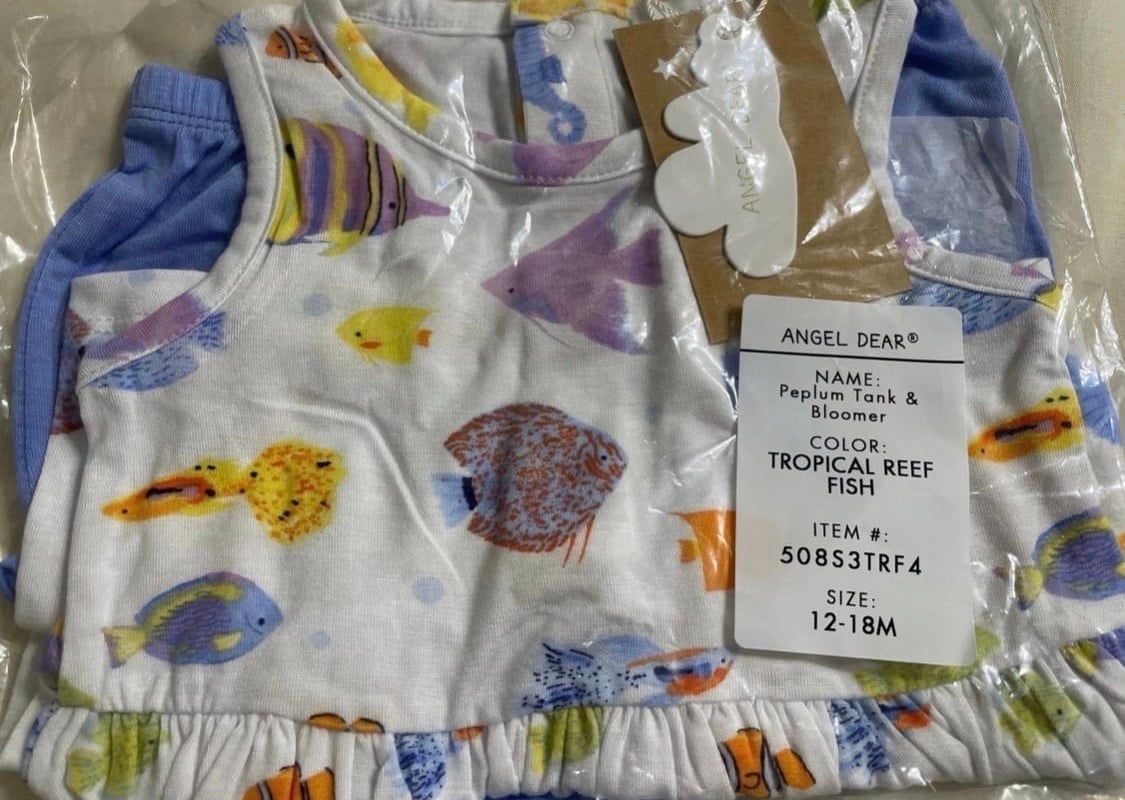 ANGEL DEAR
ANGEL DEAR®
NAME:
Peplum Tank &
Bloomer
COLOR:
TROPICAL REEF
FISH
ITEM #:
508S3TRF4
SIZE:
12-18M